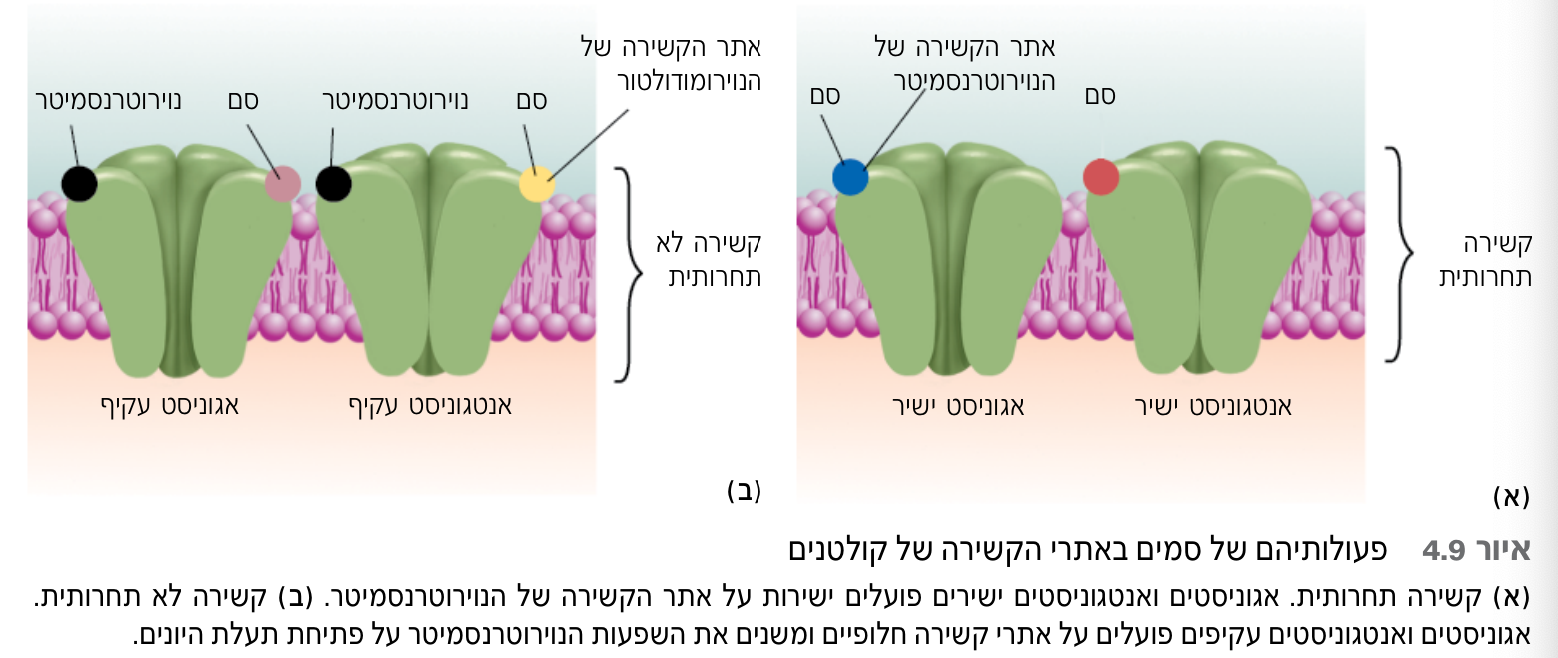 אתר הקשירה של
הנוירוטרנסמיטר
סם
סם
קשירה
תחרותית
אנטגוניסט ישיר
אגוניסט ישיר
(א)
אתר הקשירה של
הנוירומודולטור
סם
נוירוטרנסמיטר
סם
נוירוטרנסמיטר
קשירה לא
תחרותית
אנטגוניסט עקיף
אגוניסט עקיף
(ב)
איור 4.9 פעולותיהם של סמים באתרי הקשירה של קולטנים
(א) קשירה תחרותית. אגוניסטים ואנטגוניסטים ישירים פועלים ישירות על אתר הקשירה של הנוירוטרנסמיטר. (ב) קשירה לא תחרותית.
אגוניסטים ואנטגוניסטים עקיפים פועלים על אתרי קשירה חלופיים ומשנים את השפעות הנוירוטרנסמיטר על פתיחת תעלת היונים.